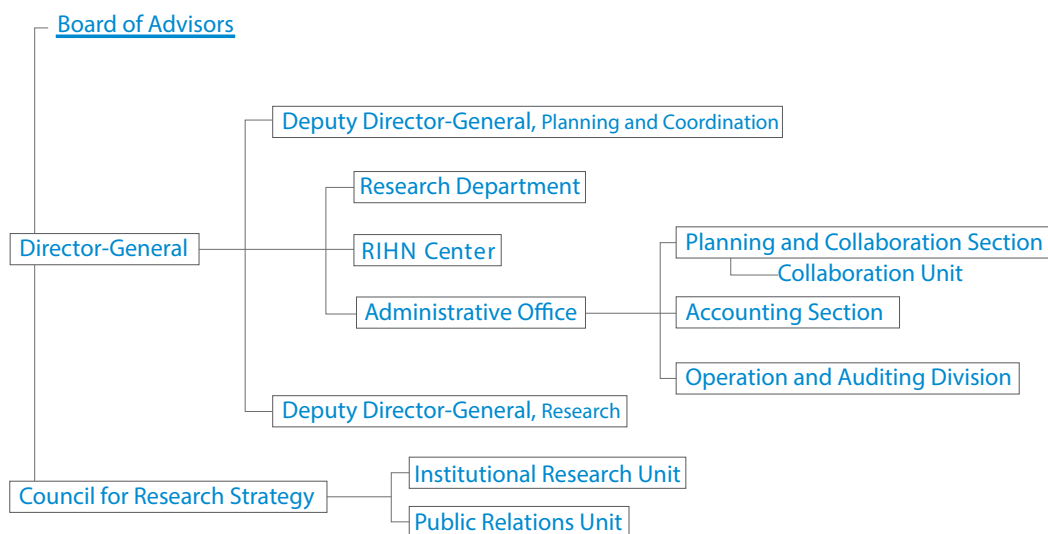 Board of Advisors
Deputy Director-General, Planning and Coordination
Research Department
Director-General
RIHN Center
Planning and Collaboration Section
Collaboration Unit
Administrative Office
Accounting Section
Operation and Auditing Division
Deputy Director-General, Research
Institutional Research Unit
Council for Research Strategy
Public Relations Unit